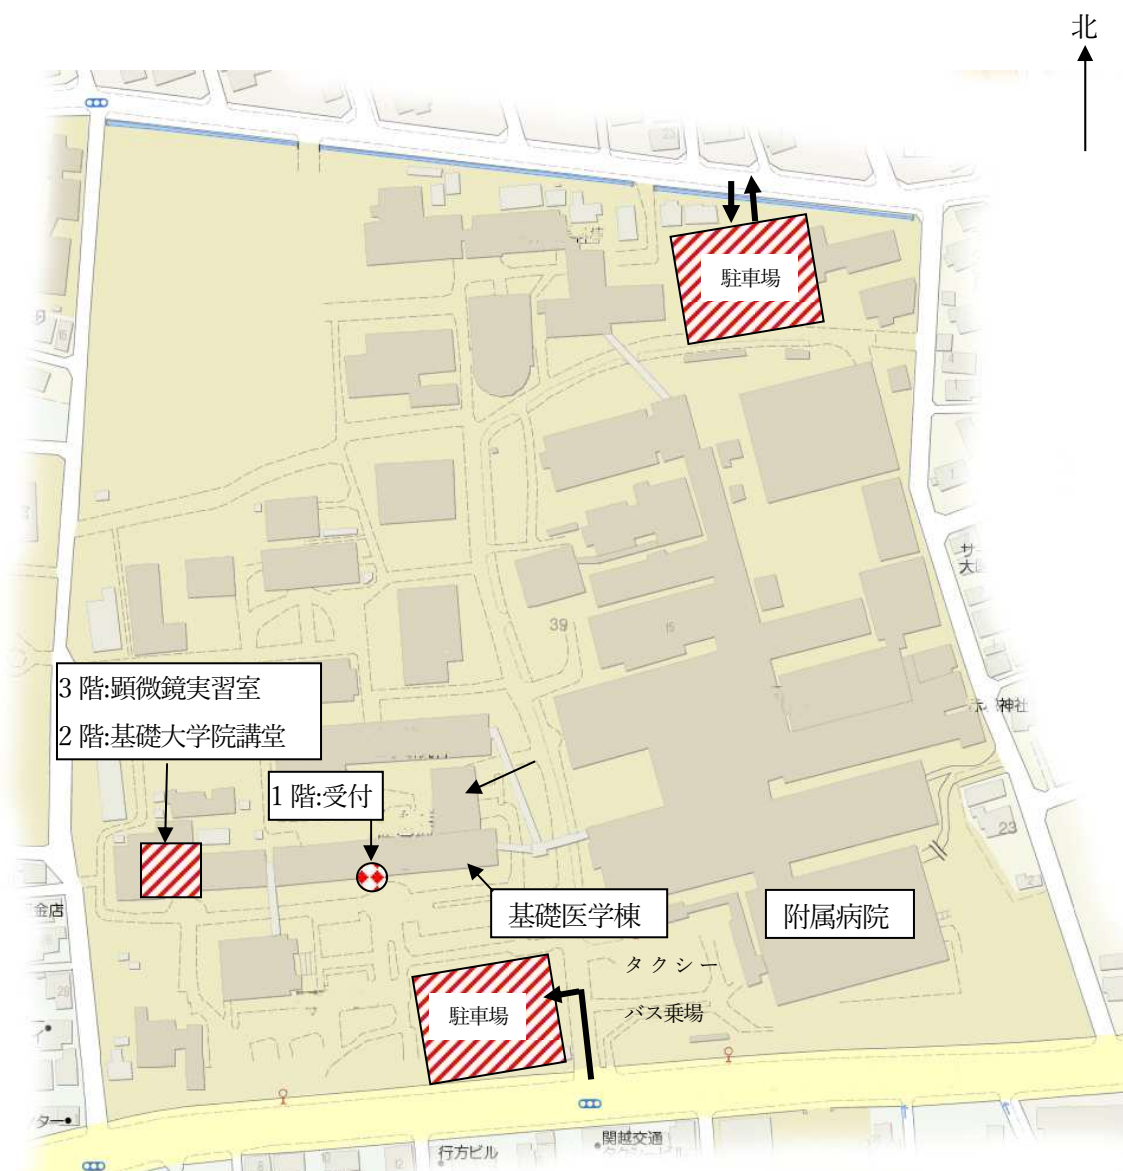 北
23
駐車場
39
15
3 階:顕微鏡実習室
2 階:基礎大学院講堂
1 階:受付
神社
23
基礎医学棟
附属病院
金店
タクシー
駐車場
バス乗場
関越交通
行方ビル